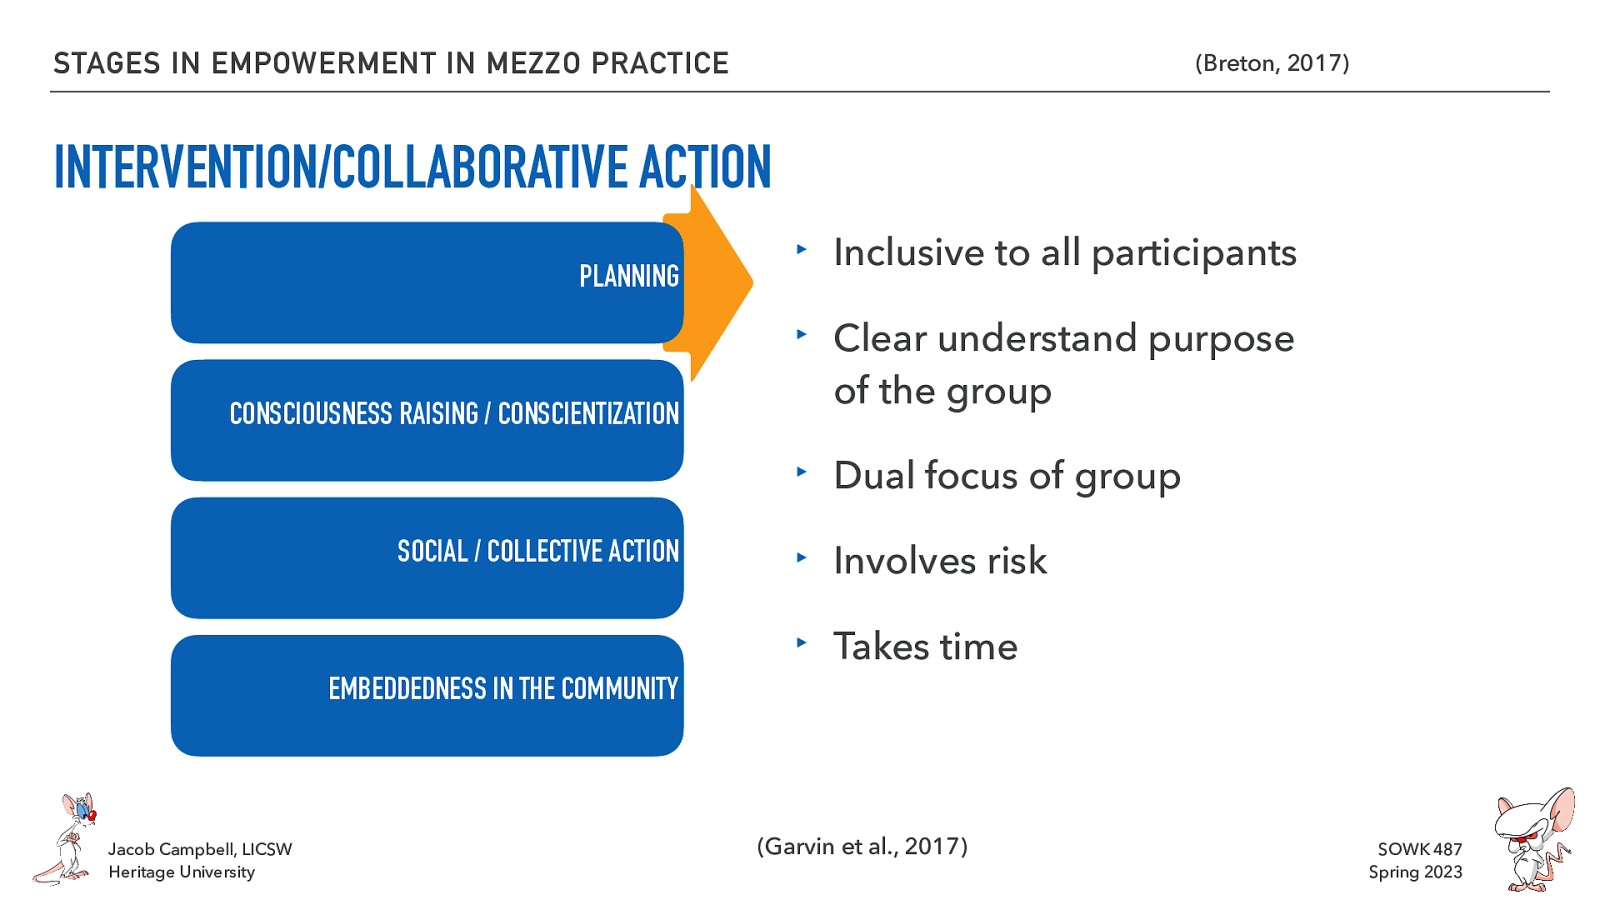 STAGES IN EMPOWERMENT IN MEZZO PRACTICE
(Breton, 2017)
INTERVENTION/COLLABORATIVE ACTION
PLANNING
CONSCIOUSNESS RAISING / CONSCIENTIZATION
SOCIAL / COLLECTIVE ACTION
EMBEDDEDNESS IN THE COMMUNITY
‣ Inclusive to all participants
‣ Clear understand purpose
of the group
‣ Dual focus of group
‣ Involves risk
‣ Takes time
Jacob Campbell, LICSW
Heritage University
(Garvin et al., 2017)
SOWK 487
Spring 2023